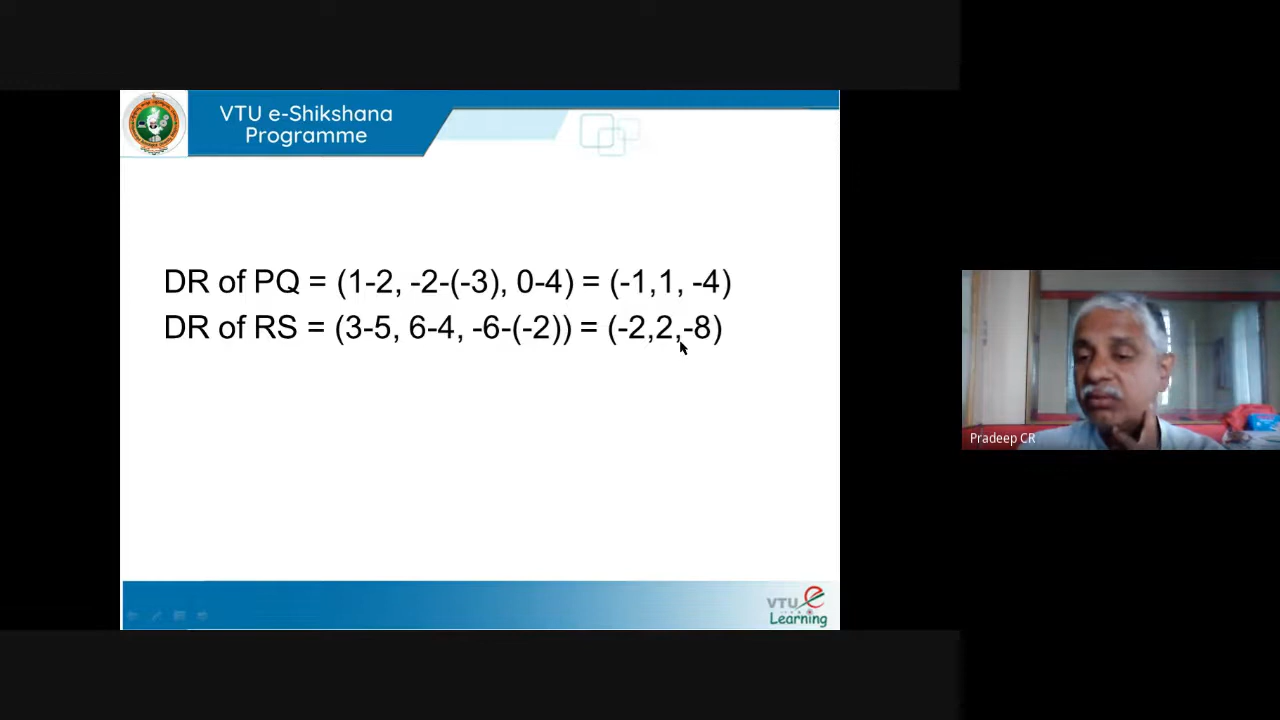 VTU e-Shikshana
Programme
DR of PQ = (1-2, -2-(-3), 0-4) = (-1,1, -4)
DR of RS = (3-5, 6-4, -6-(-2)) = (-2,2,-8)
Pradeep CR
VTU e
Learning